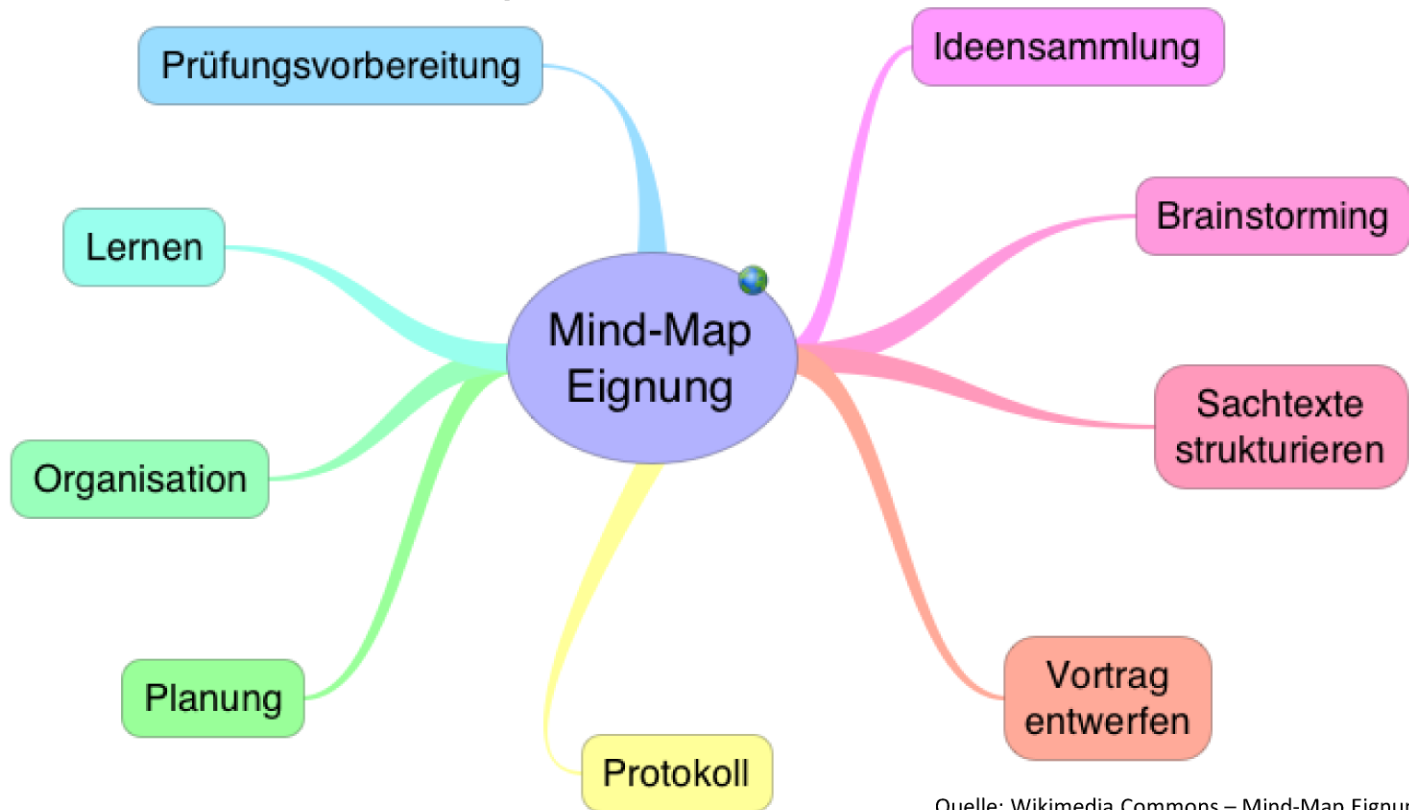 Prüfungsvorbereitung
Ideensammlung
Brainstorming
Lernen
Mind-Map
Eignung
Sachtexte
strukturieren
Organisation
Vortrag
entwerfen
Planung
Protokoll
Quelle: Wikimedia Commons – Mind-Map Eignun